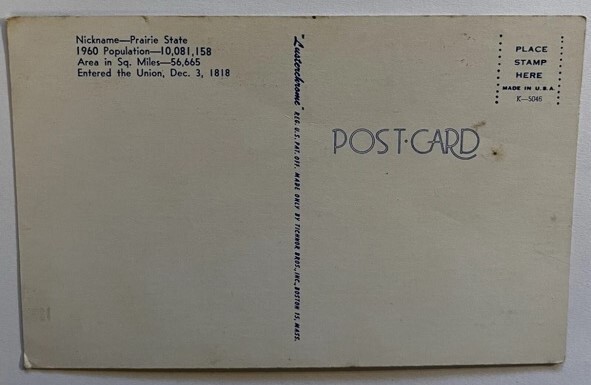 Nickname—Prairie State
1960 Population—10,081,158
Area in Sq. Miles—56,665
Entered the Union, Dec. 3, 1818
"Lusterchrome" REG. U.S. PAT. OFF. MADE ONLY BY TICHNOR BROS., INC., BOSTON 15, MASS.
POST·CARD
PLACE
STAMP
HERE
MADE IN U.S.A.
K—5046